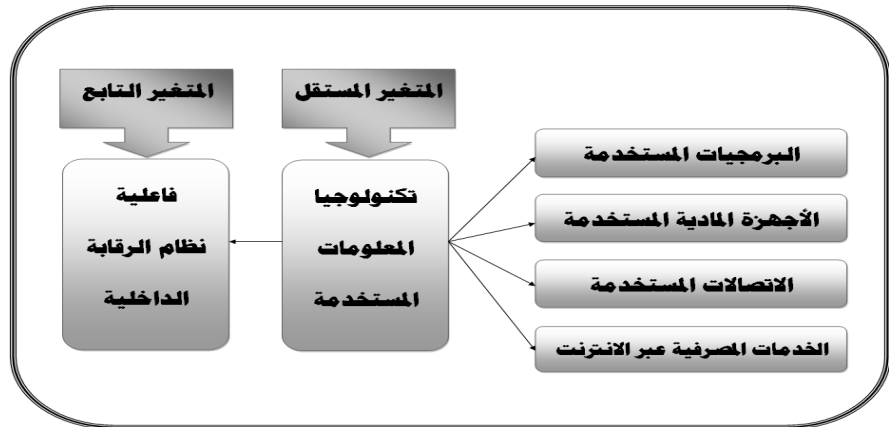 المتغير المستقل
المتغير التابع
البرمجيات المستخدمة
الأجهزة المادية المستخدمة
الاتصالات المستخدمة
الخدمات المصرفية عبر الانترنت
تكنولوجيا
المعلومات
المستخدمة
فاعلية
نظام الرقابة
الداخلية